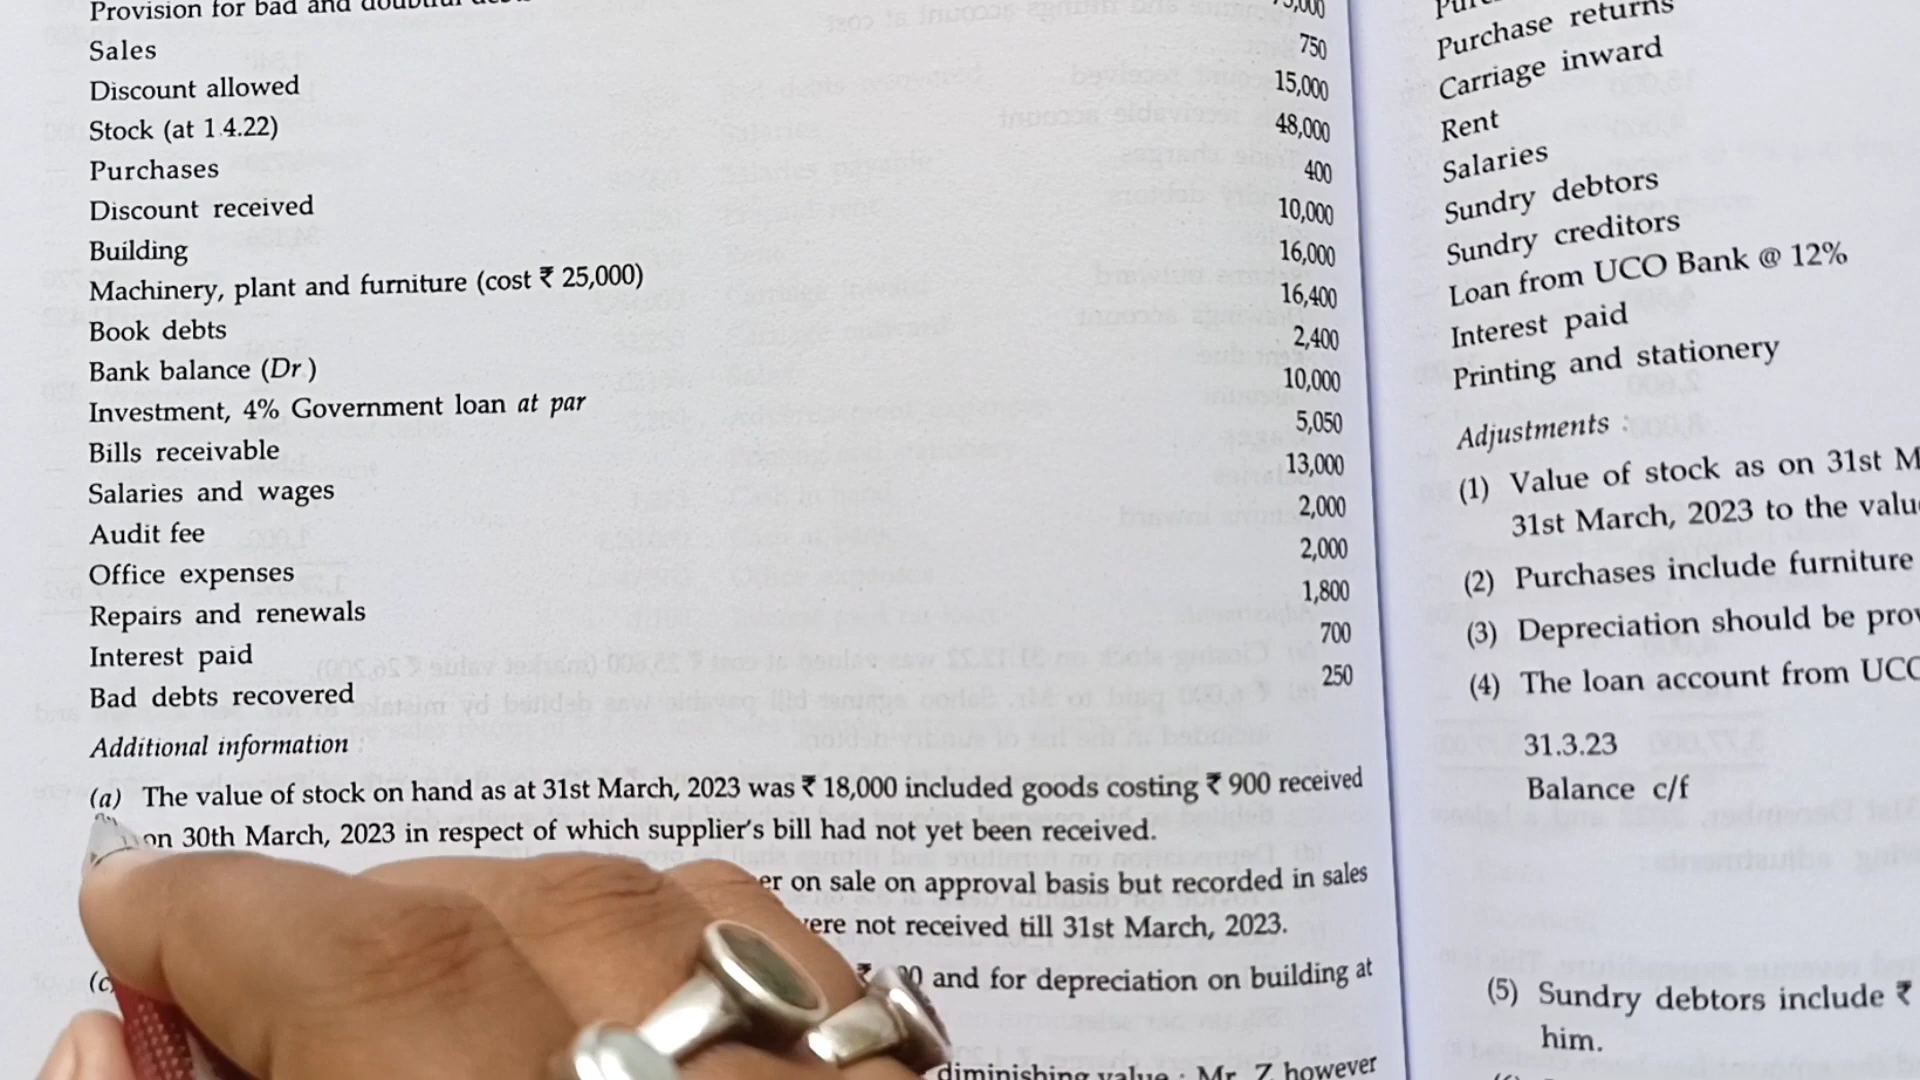 Provision for bad and doubtful debts
Sales
Discount allowed
Stock (at 1.4.22)
Purchases
Discount received
Building
Machinery, plant and furniture (cost ₹ 25,000)
Book debts
Bank balance (Dr.)
Investment, 4% Government loan at par
Bills receivable
Salaries and wages
Audit fee
Office expenses
Repairs and renewals
Interest paid
Bad debts recovered
750
15,000
48,000
400
10,000
16,000
16,400
2,400
10,000
5,050
13,000
2,000
2,000
1,800
700
250
Additional information :
(a) The value of stock on hand as at 31st March, 2023 was ₹ 18,000 included goods costing ₹ 900 received
on 30th March, 2023 in respect of which supplier's bill had not yet been received.
on sale on approval basis but recorded in sales
were not received till 31st March, 2023.
(c) and for depreciation on building at
diminishing value ; Mr. Z however
Purchase returns
Carriage inward
Rent
Salaries
Sundry debtors
Sundry creditors
Loan from UCO Bank @ 12%
Interest paid
Printing and stationery
Adjustments :
(1) Value of stock as on 31st
31st March, 2023 to the
(2) Purchases include furniture
(3) Depreciation should be
(4) The loan account from
31.3.23
Balance c/f
(5) Sundry debtors include ₹
him.